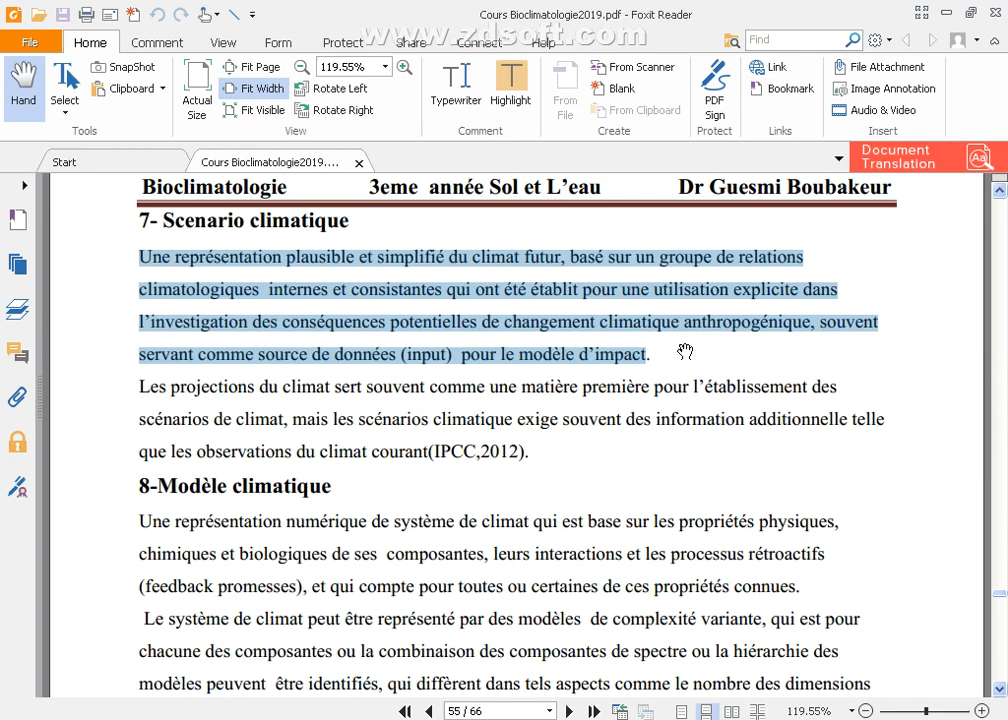 Cours Bioclimatologie2019.pdf - Foxit Reader
www.zdsoft.com
File Home Comment View Form Protect Share Connect Help Find
Hand
Select
SnapShot
Clipboard
Tools
Actual Size
Fit Page
Fit Width
Fit Visible
119.55%
Rotate Left
Rotate Right
View
Typewriter
Highlight
Comment
From File
From Scanner
Blank
From Clipboard
Create
PDF Sign
Protect
Link
Bookmark
Links
File Attachment
Image Annotation
Audio & Video
Insert
Start
Cours Bioclimatologie2019....
Document Translation
Bioclimatologie 3eme année Sol et L’eau Dr Guesmi Boubakeur
7- Scenario climatique
Une représentation plausible et simplifié du climat futur, basé sur un groupe de relations
climatologiques internes et consistantes qui ont été établit pour une utilisation explicite dans
l’investigation des conséquences potentielles de changement climatique anthropogénique, souvent
servant comme source de données (input) pour le modèle d’impact.
Les projections du climat sert souvent comme une matière première pour l’établissement des
scénarios de climat, mais les scénarios climatique exige souvent des information additionnelle telle
que les observations du climat courant(IPCC,2012).
8-Modèle climatique
Une représentation numérique de système de climat qui est base sur les propriétés physiques,
chimiques et biologiques de ses composantes, leurs interactions et les processus rétroactifs
(feedback promesses), et qui compte pour toutes ou certaines de ces propriétés connues.
Le système de climat peut être représenté par des modèles de complexité variante, qui est pour
chacune des composantes ou la combinaison des composantes de spectre ou la hiérarchie des
modèles peuvent être identifiés, qui diffèrent dans tels aspects comme le nombre des dimensions
55 / 66
119.55%